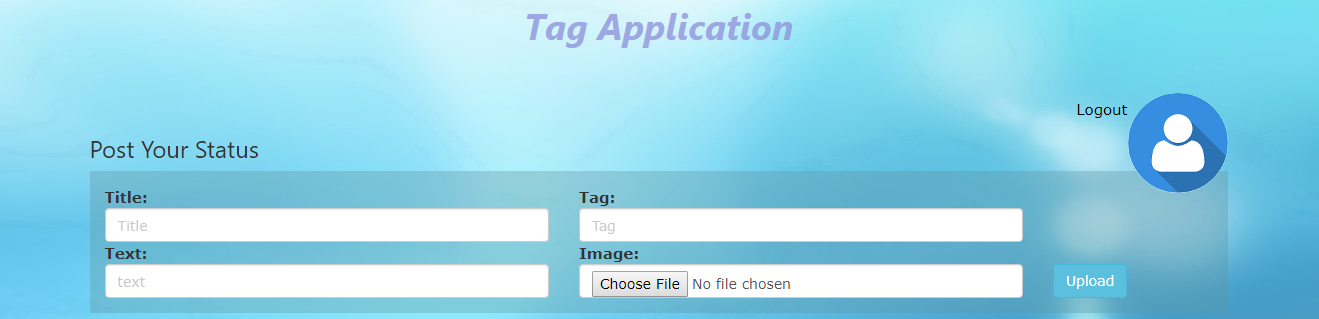 Tag Application
Logout
Post Your Status
Title:
Tag:
Title
Tag
Text:
Image:
text
Choose File No file chosen
Upload